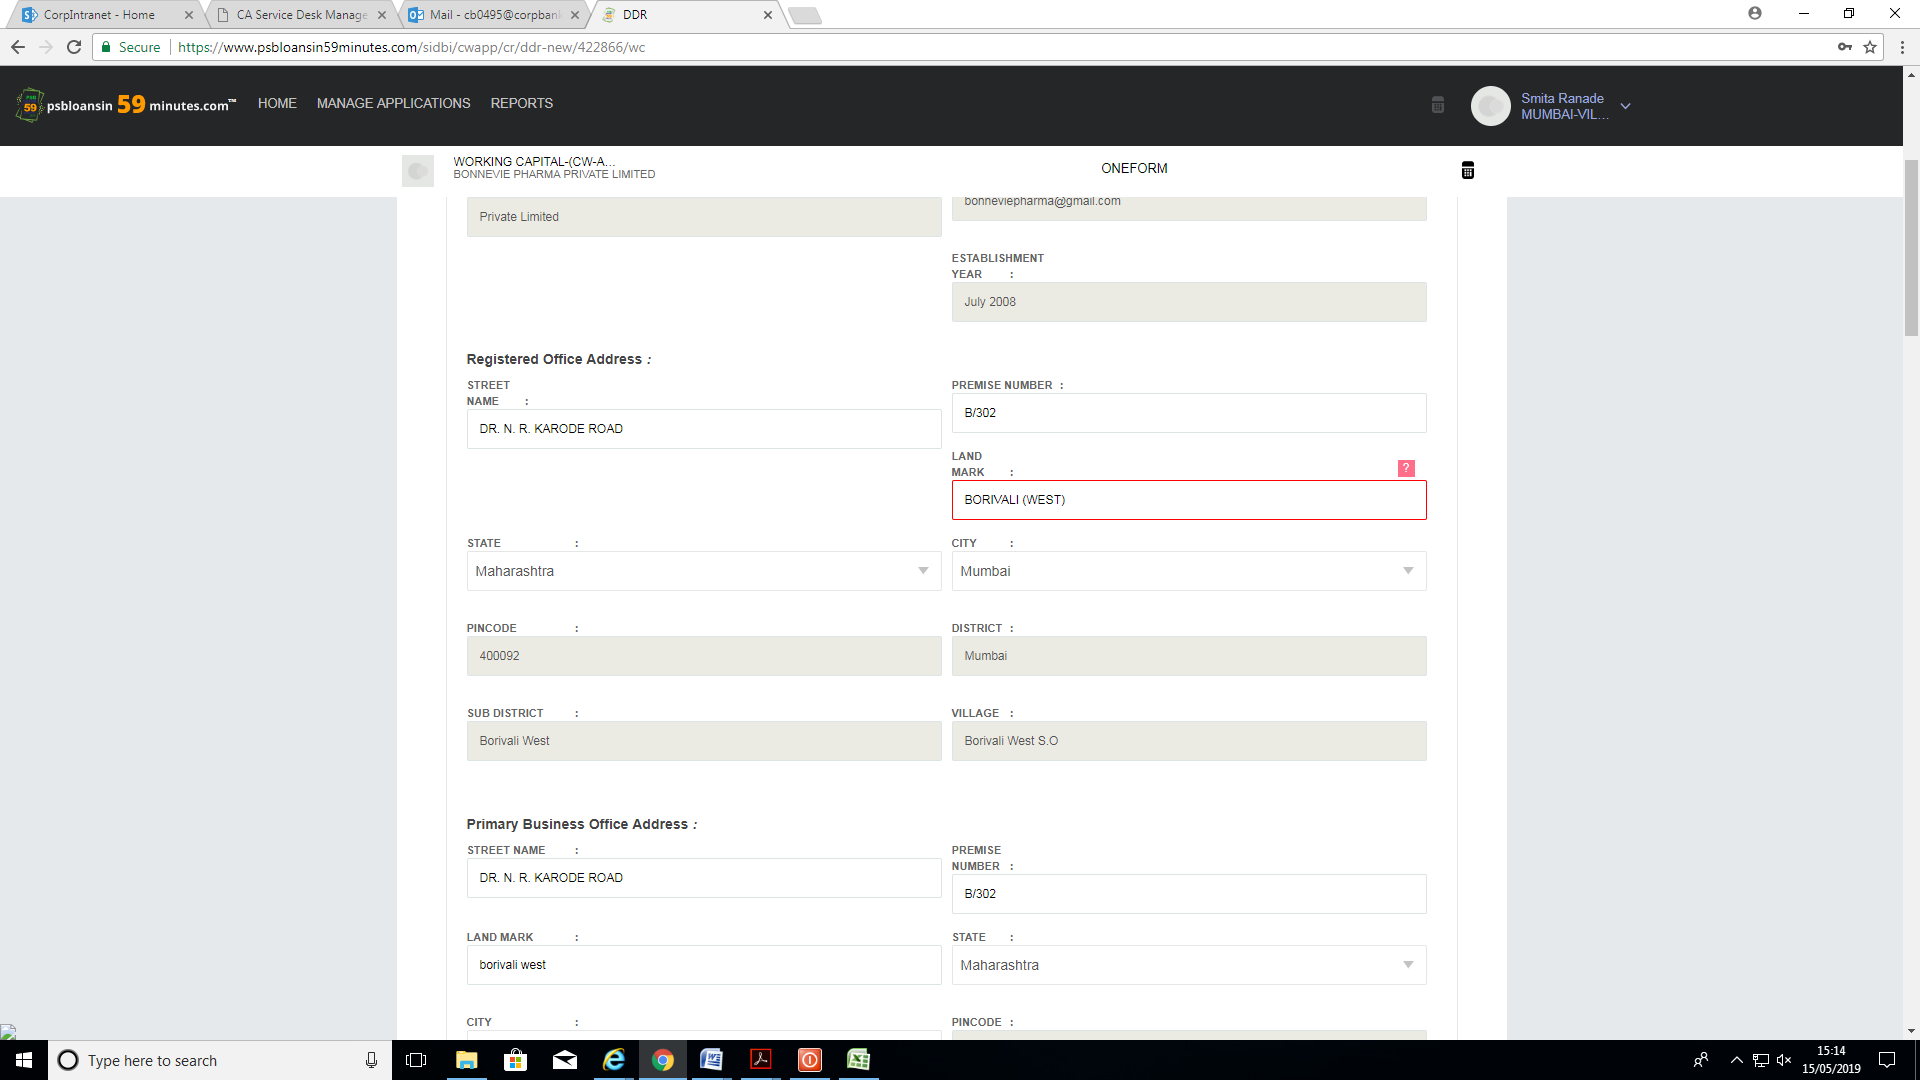 CorpIntranet - Home
CA Service Desk Manage
Mail - cb0495@corpban
DDR
Secure
https://www.psbloansin59minutes.com/sidbi/cwapp/cr/ddr-new/422866/wc
psbloansin 59 minutes.com™
HOME
MANAGE APPLICATIONS
REPORTS
Smita Ranade
MUMBAI-VIL...
WORKING CAPITAL-(CW-A...
BONNEVIE PHARMA PRIVATE LIMITED
ONEFORM
Private Limited
bonneviepharma@gmail.com
ESTABLISHMENT
YEAR :
July 2008
Registered Office Address :
STREET
NAME :
DR. N. R. KARODE ROAD
PREMISE NUMBER :
B/302
LAND
MARK :
?
BORIVALI (WEST)
STATE :
Maharashtra
CITY :
Mumbai
PINCODE :
400092
DISTRICT :
Mumbai
SUB DISTRICT :
Borivali West
VILLAGE :
Borivali West S.O
Primary Business Office Address :
STREET NAME :
DR. N. R. KARODE ROAD
PREMISE
NUMBER :
B/302
LAND MARK :
borivali west
STATE :
Maharashtra
CITY :
PINCODE :
Type here to search
15:14
15/05/2019